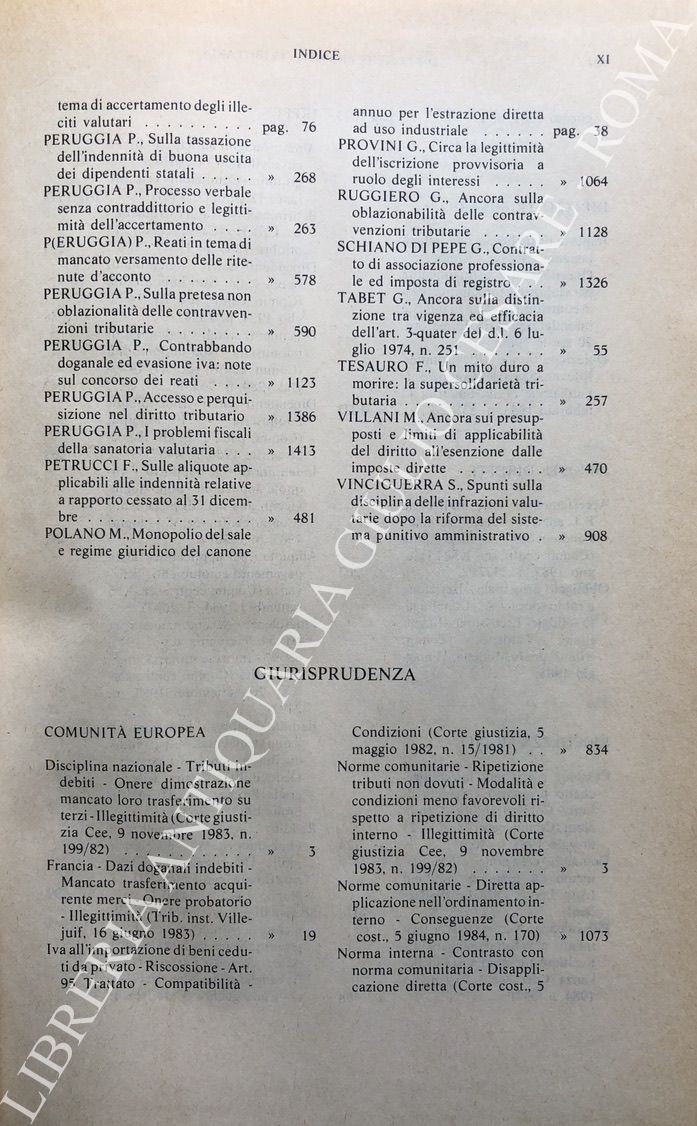 INDICE
XI
tema di accertamento degli ille-
citi valutari . . . . . . . . . . pag. 76
PERUGGIA P., Sulla tassazione
dell'indennità di buona uscita
dei dipendenti statali . . . . . » 268
PERUGGIA P., Processo verbale
senza contraddittorio e legitti-
mità dell'accertamento . . . . » 263
P(ERUGGIA) P., Reati in tema di
mancato versamento delle rite-
nute d'acconto . . . . . . . . » 578
PERUGGIA P., Sulla pretesa non
oblazionalità delle contravven-
zioni tributarie . . . . . . . . » 590
PERUGGIA P., Contrabbando
doganale ed evasione iva: note
sul concorso dei reati . . . . » 1123
PERUGGIA P., Accesso e perqui-
sizione nel diritto tributario » 1386
PERUGGIA P., I problemi fiscali
della sanatoria valutaria . . . » 1413
PETRUCCI F., Sulle aliquote ap-
plicabili alle indennità relative
a rapporto cessato al 31 dicem-
bre . . . . . . . . . . . . . . . » 481
POLANO M., Monopolio del sale
e regime giuridico del canone
annuo per l'estrazione diretta
ad uso industriale . . . . . . pag. 38
PROVINI G., Circa la legittimità
dell'iscrizione provvisoria a
ruolo degli interessi . . . . . » 1064
RUGGIERO G., Ancora sulla
oblazionabilità delle contrav-
venzioni tributarie . . . . . . » 1128
SCHIANO DI PEPE G., Contrat-
to di associazione professiona-
le ed imposta di registro . . . » 1326
TABET G., Ancora sulla distin-
zione tra vigenza ed efficacia
dell'art. 3-quater del d.l. 6 lu-
glio 1974, n. 251 . . . . . . . » 55
TESAURO F., Un mito duro a
morire: la supersolidarietà tri-
butaria . . . . . . . . . . . . . » 257
VILLANI M., Ancora sui presup-
posti e limiti di applicabilità
del diritto all'esenzione dalle
imposte dirette . . . . . . . . » 470
VINCIGUERRA S., Spunti sulla
disciplina delle infrazioni valu-
tarie dopo la riforma del siste-
ma punitivo amministrativo . » 908
GIURISPRUDENZA
COMUNITÀ EUROPEA
Disciplina nazionale - Tributi in-
debiti - Onere dimostrazione
mancato loro trasferimento su
terzi - Illegittimità (Corte giusti-
zia Cee, 9 novembre 1983, n.
199/82) . . . . . . . . . . . . » 3
Francia - Dazi doganali indebiti -
Mancato trasferimento acqui-
rente merci - Onere probatorio
- Illegittimità (Trib. inst. Ville-
juif, 16 giugno 1983) . . . . . » 19
Iva all'importazione di beni cedu-
ti da privato - Riscossione - Art.
95 Trattato - Compatibilità -
Condizioni (Corte giustizia, 5
maggio 1982, n. 15/1981) . . » 834
Norme comunitarie - Ripetizione
tributi non dovuti - Modalità e
condizioni meno favorevoli ri-
spetto a ripetizione di diritto
interno - Illegittimità (Corte
giustizia Cee, 9 novembre
1983, n. 199/82) . . . . . . . » 3
Norme comunitarie - Diretta ap-
plicazione nell'ordinamento in-
terno - Conseguenze (Corte
cost., 5 giugno 1984, n. 170) » 1073
Norma interna - Contrasto con
norma comunitaria - Disappli-
cazione diretta (Corte cost., 5
LIBRERIA ANTIQUARIA GIULIO CESARE ROMA